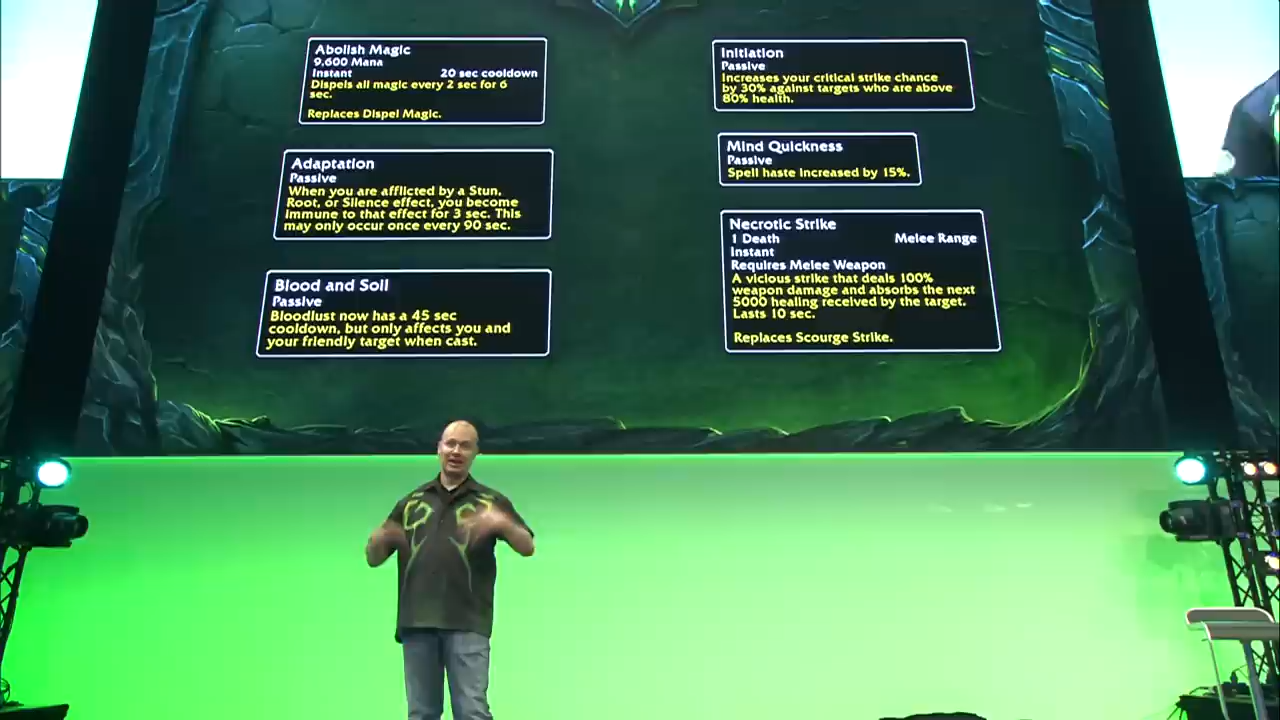 Abolish Magic
9,600 Mana
Instant 20 sec cooldown
Dispels all magic every 2 sec for 6
sec.
Replaces Dispel Magic.
Adaptation
Passive
When you are afflicted by a Stun,
Root, or Silence effect, you become
immune to that effect for 3 sec. This
may only occur once every 90 sec.
Blood and Soil
Passive
Bloodlust now has a 45 sec
cooldown, but only affects you and
your friendly target when cast.
Initiation
Passive
Increases your critical strike chance
by 30% against targets who are above
80% health.
Mind Quickness
Passive
Spell haste increased by 15%.
Necrotic Strike
1 Death Melee Range
Instant
Requires Melee Weapon
A vicious strike that deals 100%
weapon damage and absorbs the next
5000 healing received by the target.
Lasts 10 sec.
Replaces Scourge Strike.